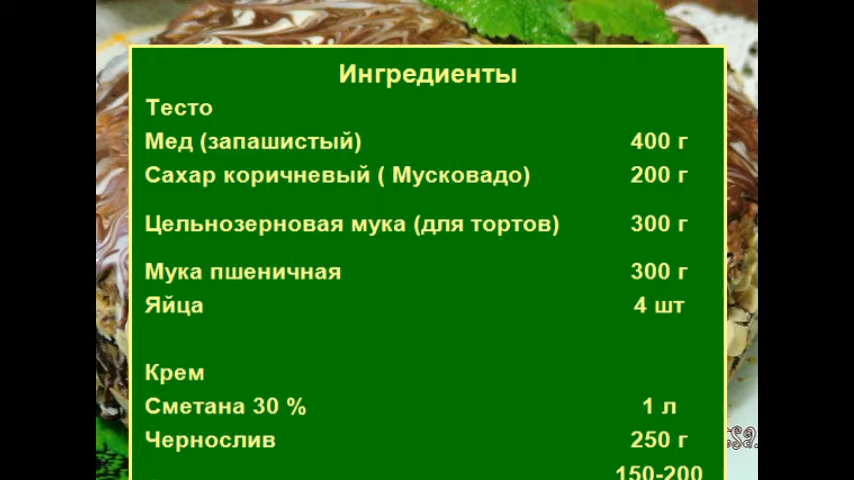 Ингредиенты
Тесто
Мед (запашистый) 400 г
Сахар коричневый ( Мусковадо) 200 г
Цельнозерновая мука (для тортов) 300 г
Мука пшеничная 300 г
Яйца 4 шт
Крем
Сметана 30 % 1 л
Чернослив 250 г
150-200